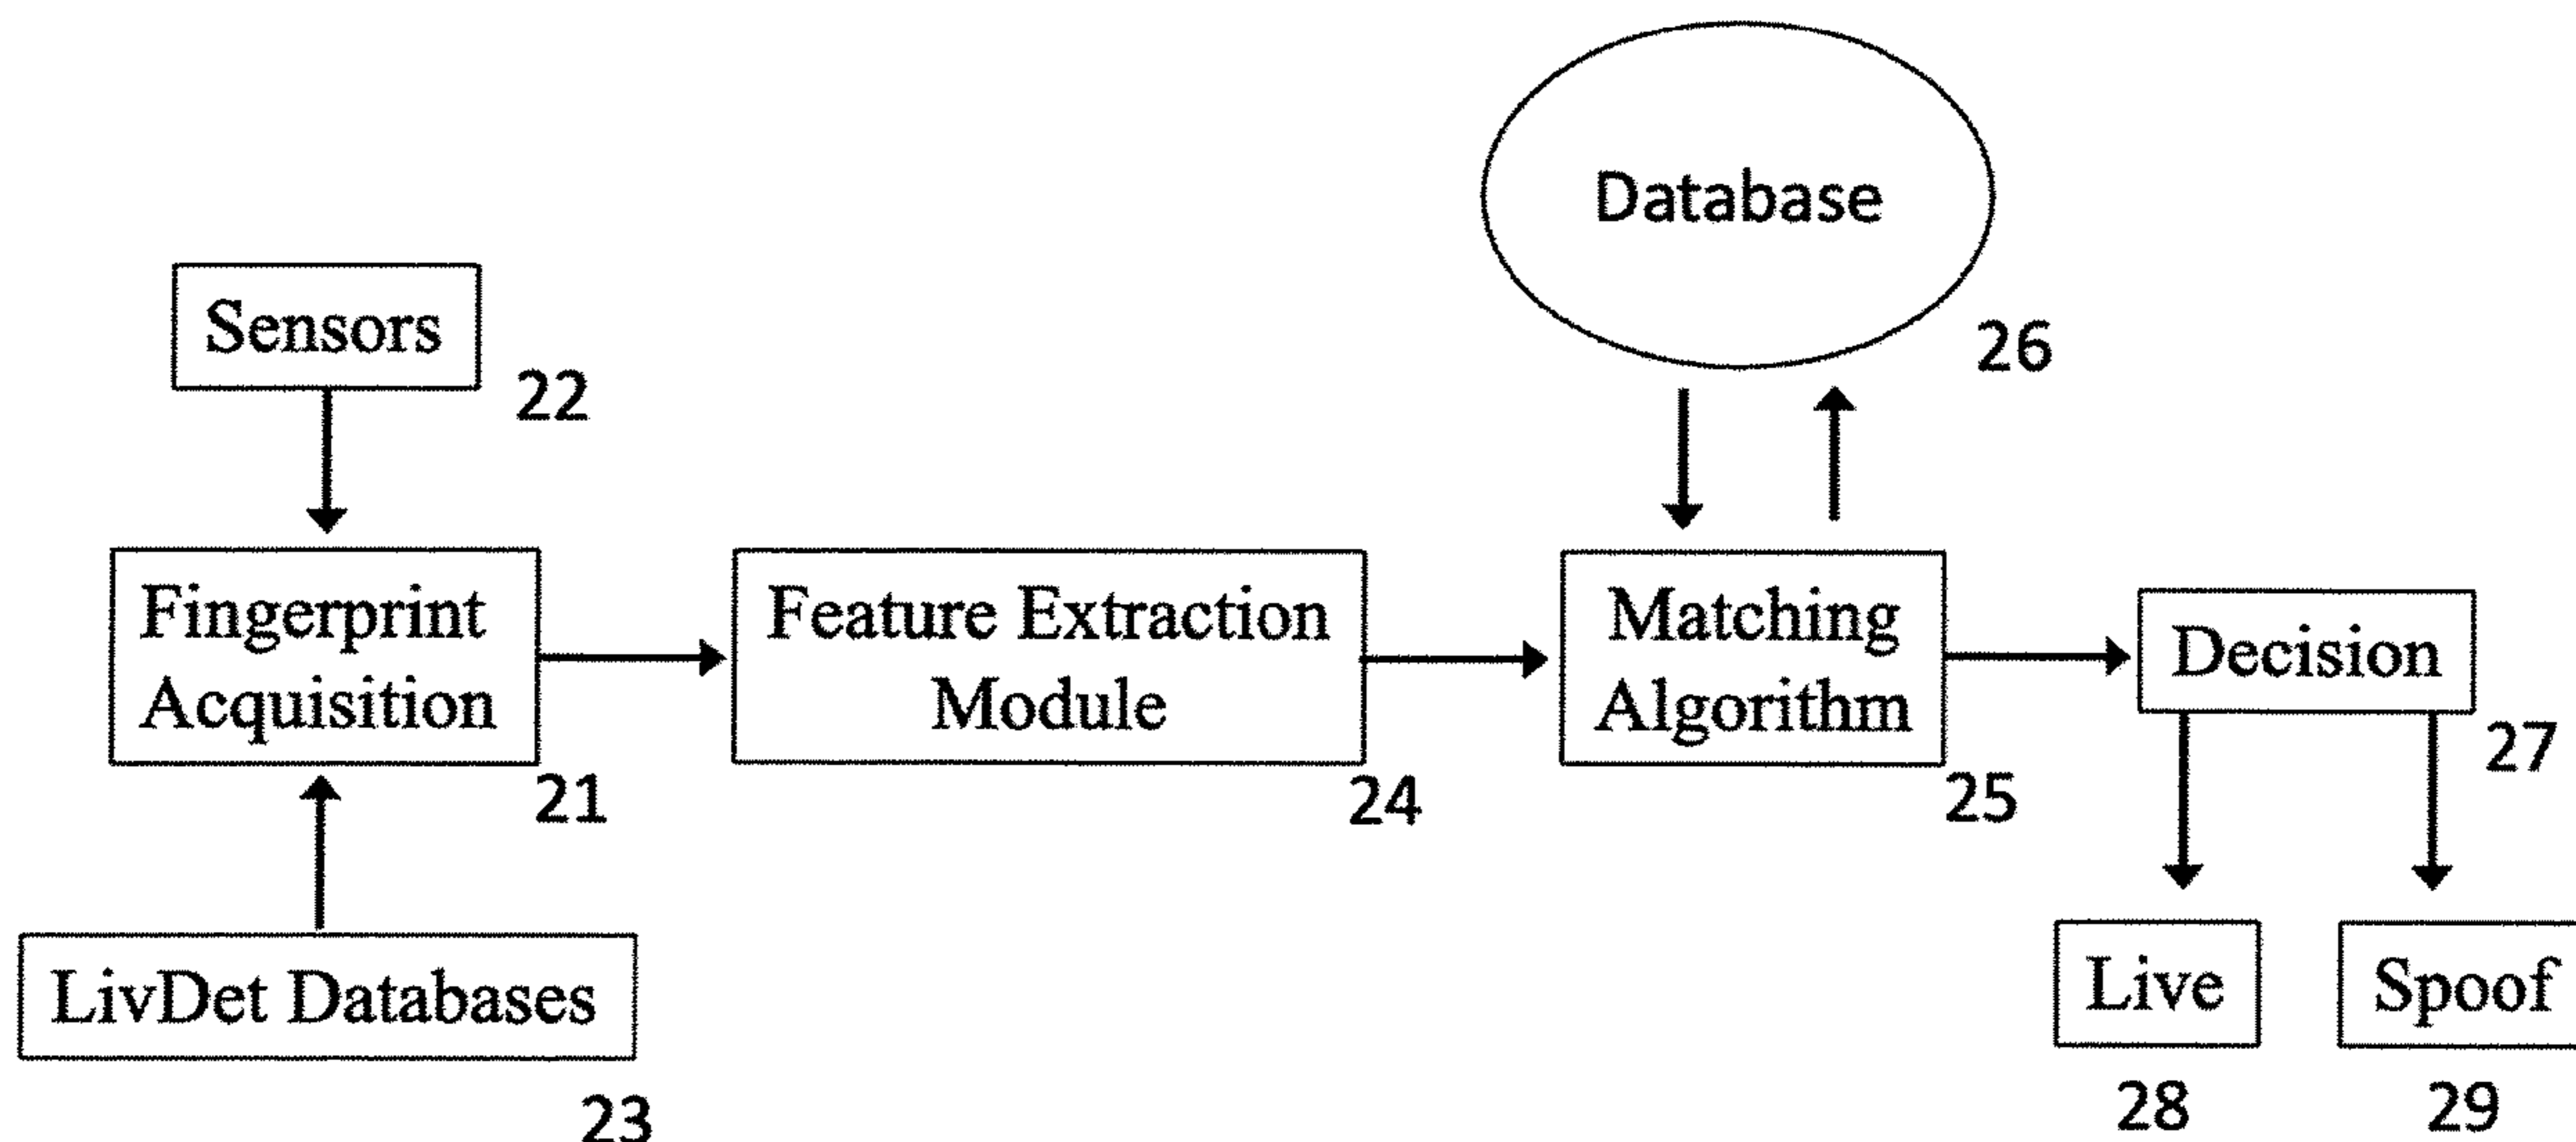 Database
26
Sensors
22
Fingerprint
Acquisition
21
Feature Extraction
Module
24
Matching
Algorithm
25
Decision
27
LivDet Databases
23
Live
28
Spoof
29